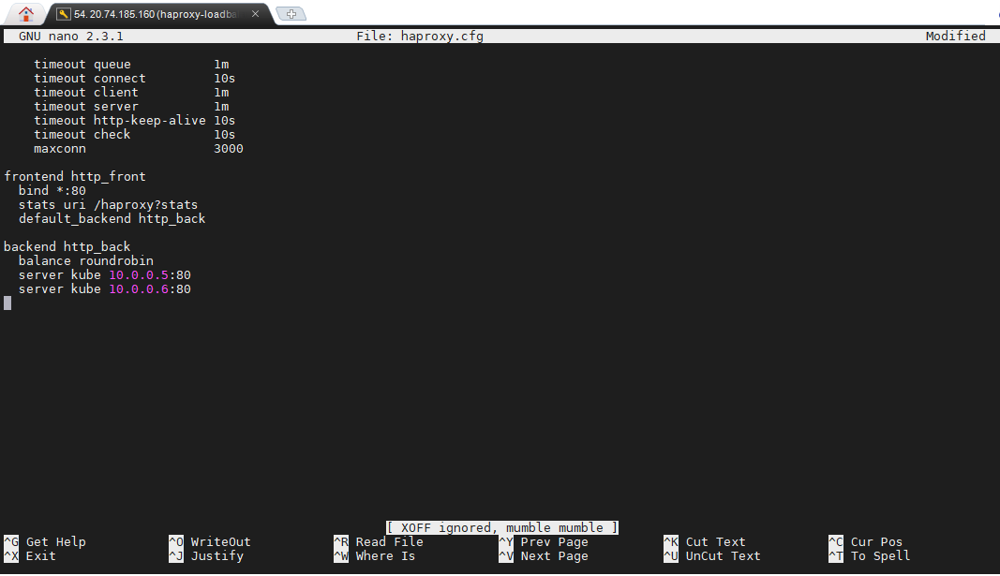 54. 20.74.185.160 (haproxy-loadba
GNU nano 2.3.1 File: haproxy.cfg Modified
timeout queue 1m
timeout connect 10s
timeout client 1m
timeout server 1m
timeout http-keep-alive 10s
timeout check 10s
maxconn 3000
frontend http_front
bind *:80
stats uri /haproxy?stats
default_backend http_back
backend http_back
balance roundrobin
server kube 10.0.0.5:80
server kube 10.0.0.6:80
[ XOFF ignored, mumble mumble ]
^G Get Help ^O WriteOut ^R Read File ^Y Prev Page ^K Cut Text ^C Cur Pos
^X Exit ^J Justify ^W Where Is ^V Next Page ^U UnCut Text ^T To Spell